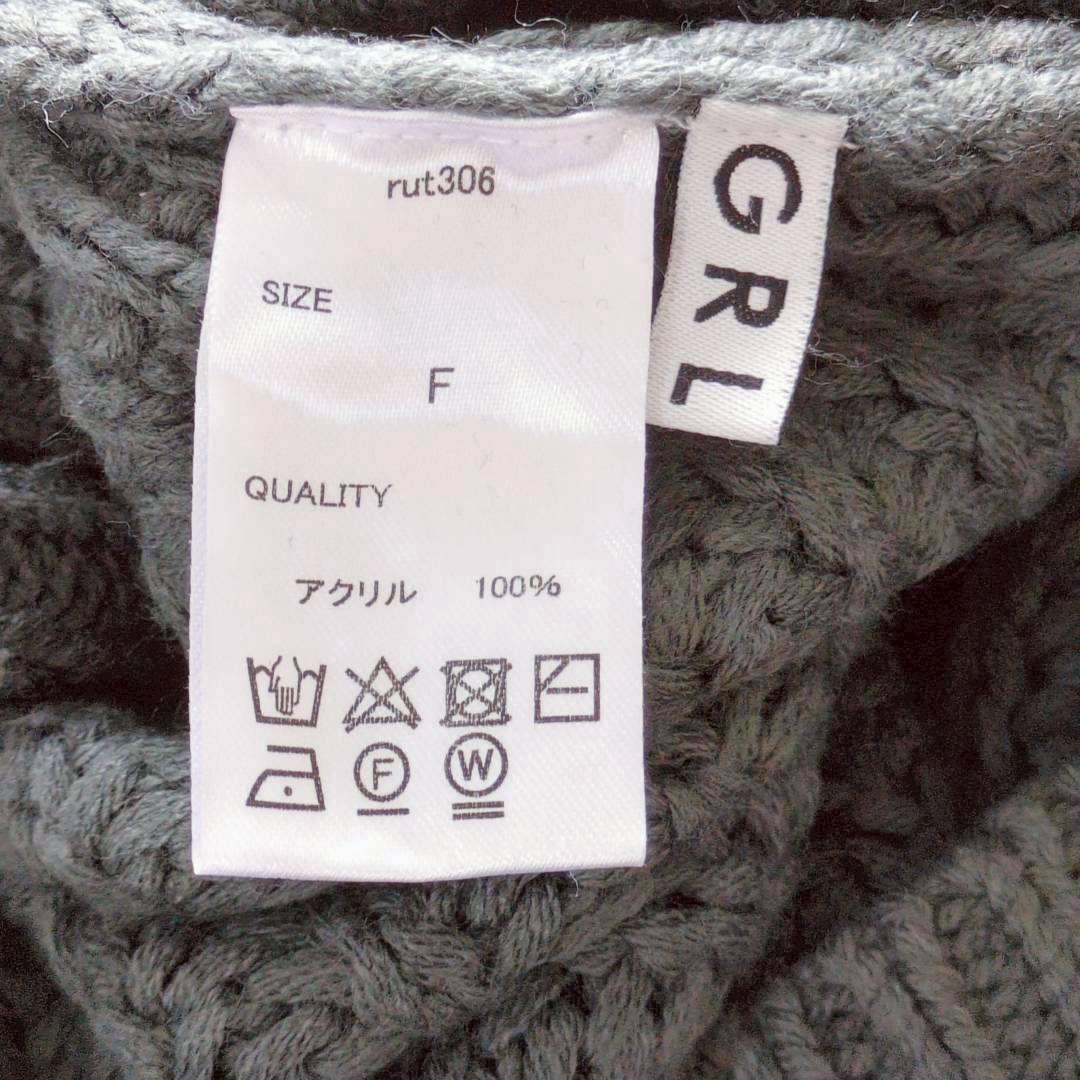 rut306
SIZE
F
QUALITY
アクリル 100%
F W
GRL